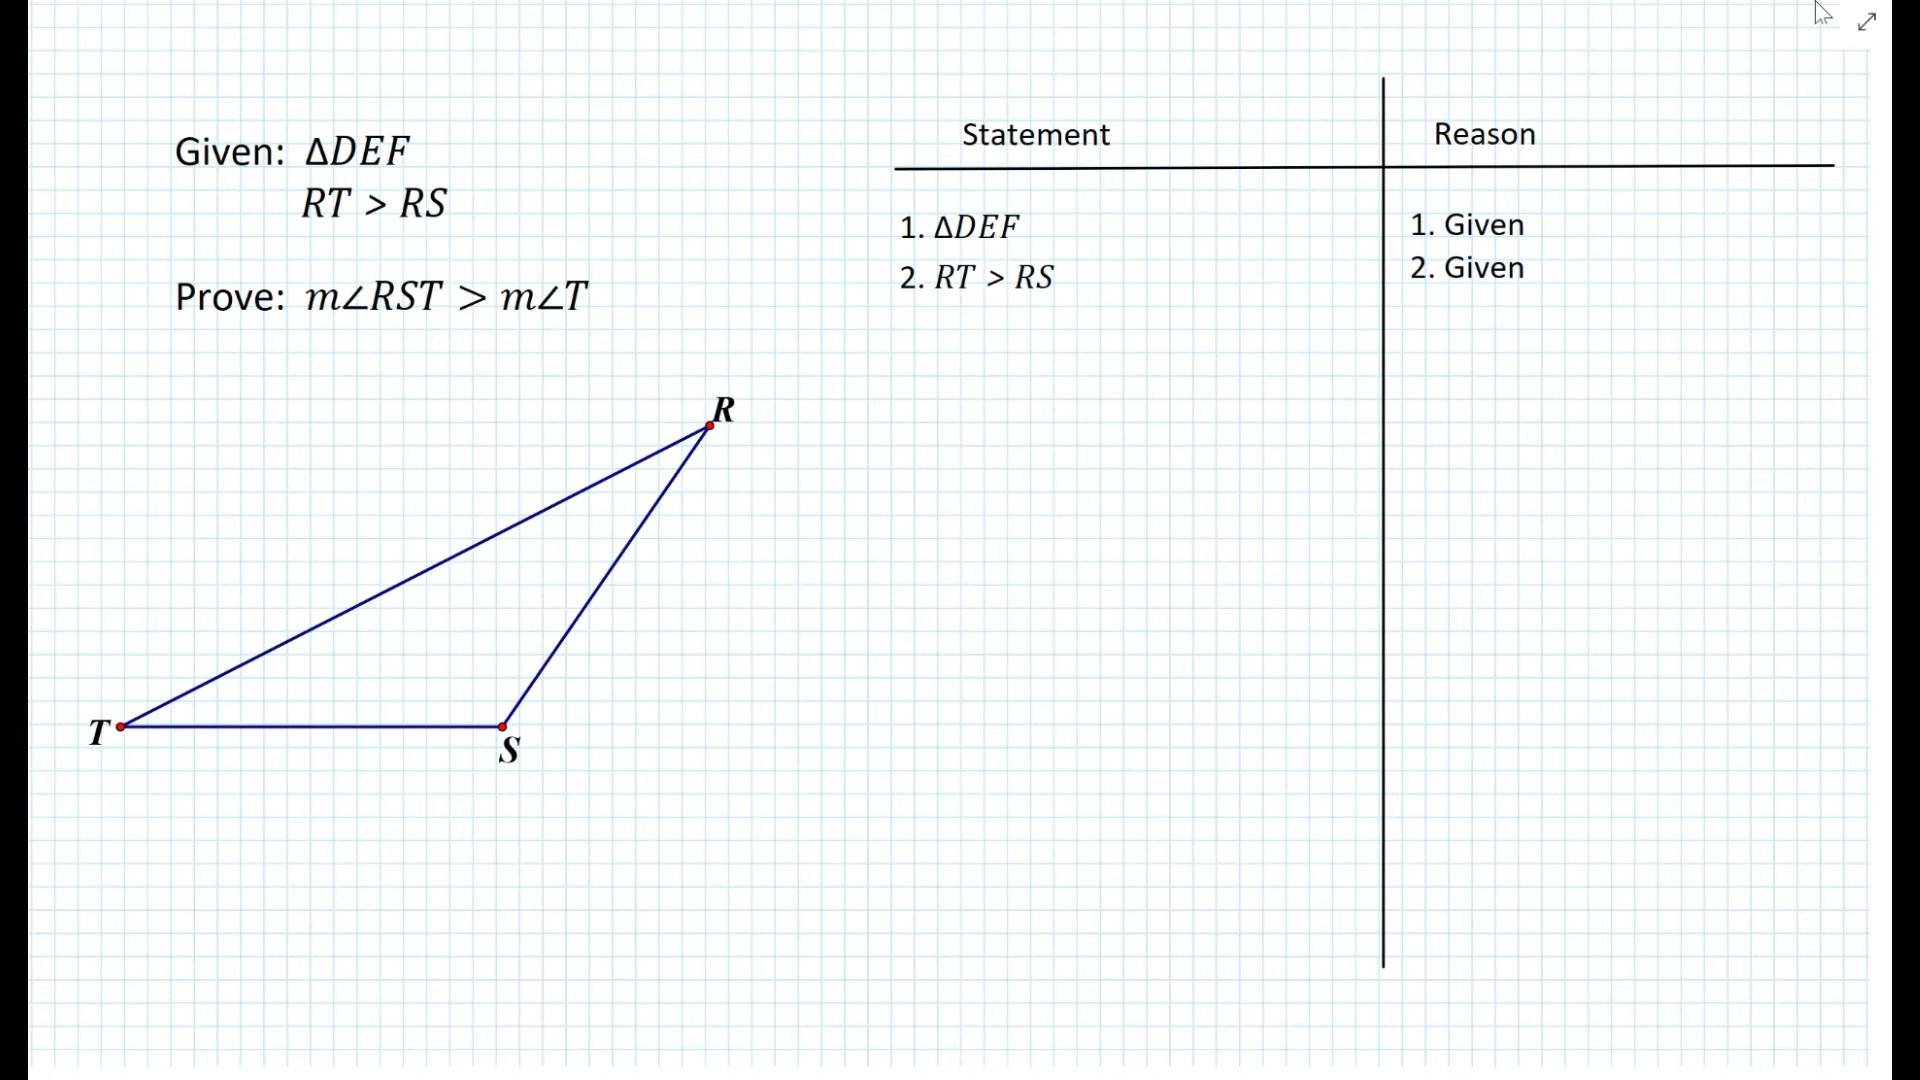 Given: ΔDEF
RT > RS
Prove: m∠RST > m∠T
Statement
Reason
1. ΔDEF
1. Given
2. RT > RS
2. Given
R
T
S